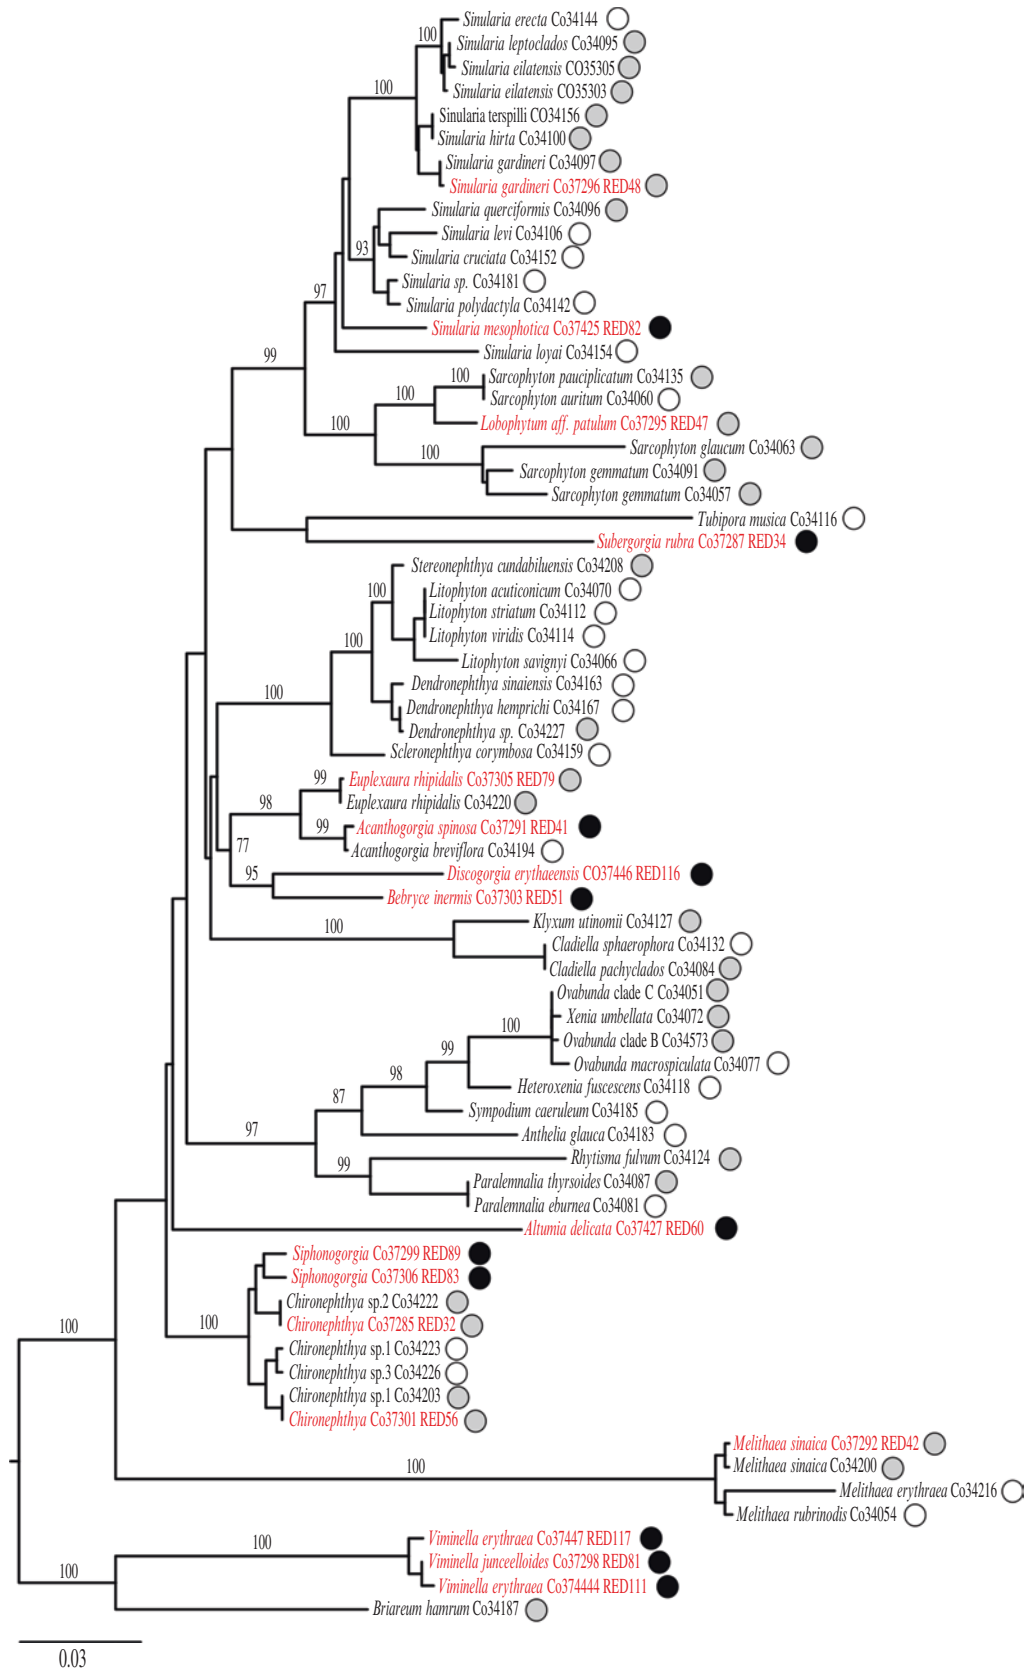 Sinularia erecta Co34144
100
Sinularia leptoclados Co34095
Sinularia eilatensis CO35305
100
Sinularia eilatensis CO35303
Sinularia terspilli CO34156
Sinularia hirta Co34100
Sinularia gardineri Co34097
Sinularia gardineri Co37296 RED48
Sinularia querciformis Co34096
Sinularia levi Co34106
93
Sinularia cruciata Co34152
Sinularia sp. Co34181
97
Sinularia polydactyla Co34142
Sinularia mesophotica Co37425 RED82
99
Sinularia loyai Co34154
100
Sarcophyton pauciplicatum Co34135
100
Sarcophyton auritum Co34060
100
Lobophytum aff. patulum Co37295 RED47
100
Sarcophyton glaucum Co34063
Sarcophyton gemmatum Co34091
Sarcophyton gemmatum Co34057
Tubipora musica Co34116
Subergorgia rubra Co37287 RED34
Stereonephthya cundabiluensis Co34208
100
Litophyton acuticonicum Co34070
Litophyton striatum Co34112
100
Litophyton viridis Co34114
Litophyton savignyi Co34066
100
Dendronephthya sinaiensis Co34163
Dendronephthya hemprichi Co34167
Dendronephthya sp. Co34227
Scleronephthya corymbosa Co34159
99
Euplexaura rhipidalis Co37305 RED79
98
Euplexaura rhipidalis Co34220
99
Acanthogorgia spinosa Co37291 RED41
77
Acanthogorgia breviflora Co34194
95
Discogorgia erythaeensis CO37446 RED116
Bebryce inermis Co37303 RED51
100
Klyxum utinomii Co34127
Cladiella sphaerophora Co34132
Cladiella pachyclados Co34084
Ovabunda clade C Co34051
100
Xenia umbellata Co34072
99
Ovabunda clade B Co34573
98
Ovabunda macrospiculata Co34077
87
Heteroxenia fuscescens Co34118
Sympodium caeruleum Co34185
97
Anthelia glauca Co34183
99
Rhytisma fulvum Co34124
Paralemnalia thyrsoides Co34087
Paralemnalia eburnea Co34081
Altumia delicata Co37427 RED60
Siphonogorgia Co37299 RED89
Siphonogorgia Co37306 RED83
Chironephthya sp.2 Co34222
100
100
Chironephthya Co37285 RED32
Chironephthya sp.1 Co34223
Chironephthya sp.3 Co34226
Chironephthya sp.1 Co34203
Chironephthya Co37301 RED56
Melithaea sinaica Co37292 RED42
100
Melithaea sinaica Co34200
Melithaea erythraea Co34216
Melithaea rubrinodis Co34054
100
Viminella erythraea Co37447 RED117
100
Viminella junceelloides Co37298 RED81
Viminella erythraea Co374444 RED111
Briareum hamrum Co34187
0.03